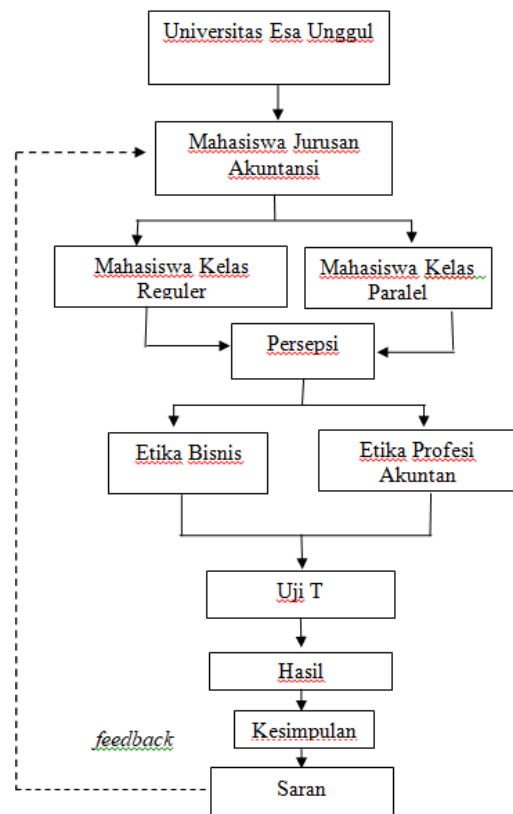 Universitas Esa Unggul
Mahasiswa Jurusan
Akuntansi
Mahasiswa Kelas
Reguler
Mahasiswa Kelas
Paralel
Persepsi
Etika Bisnis
Etika Profesi
Akuntan
Uji T
Hasil
Kesimpulan
feedback
Saran